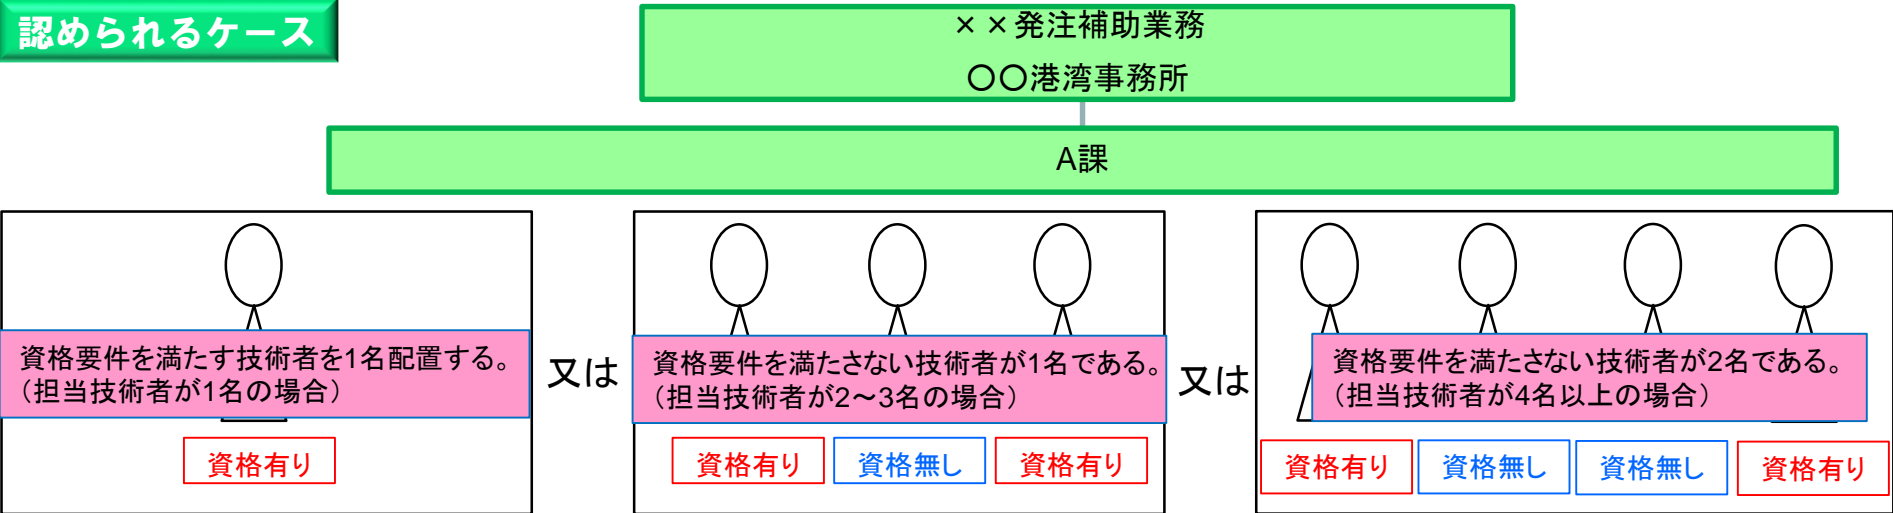 認められるケース
××発注補助業務
〇〇港湾事務所
A課
資格要件を満たす技術者を1名配置する。
（担当技術者が1名の場合）
又は
資格要件を満たさない技術者が1名である。
（担当技術者が2～3名の場合）
又は
資格要件を満たさない技術者が2名である。
（担当技術者が4名以上の場合）
資格有り
資格有り
資格無し
資格有り
資格有り
資格無し
資格無し
資格有り